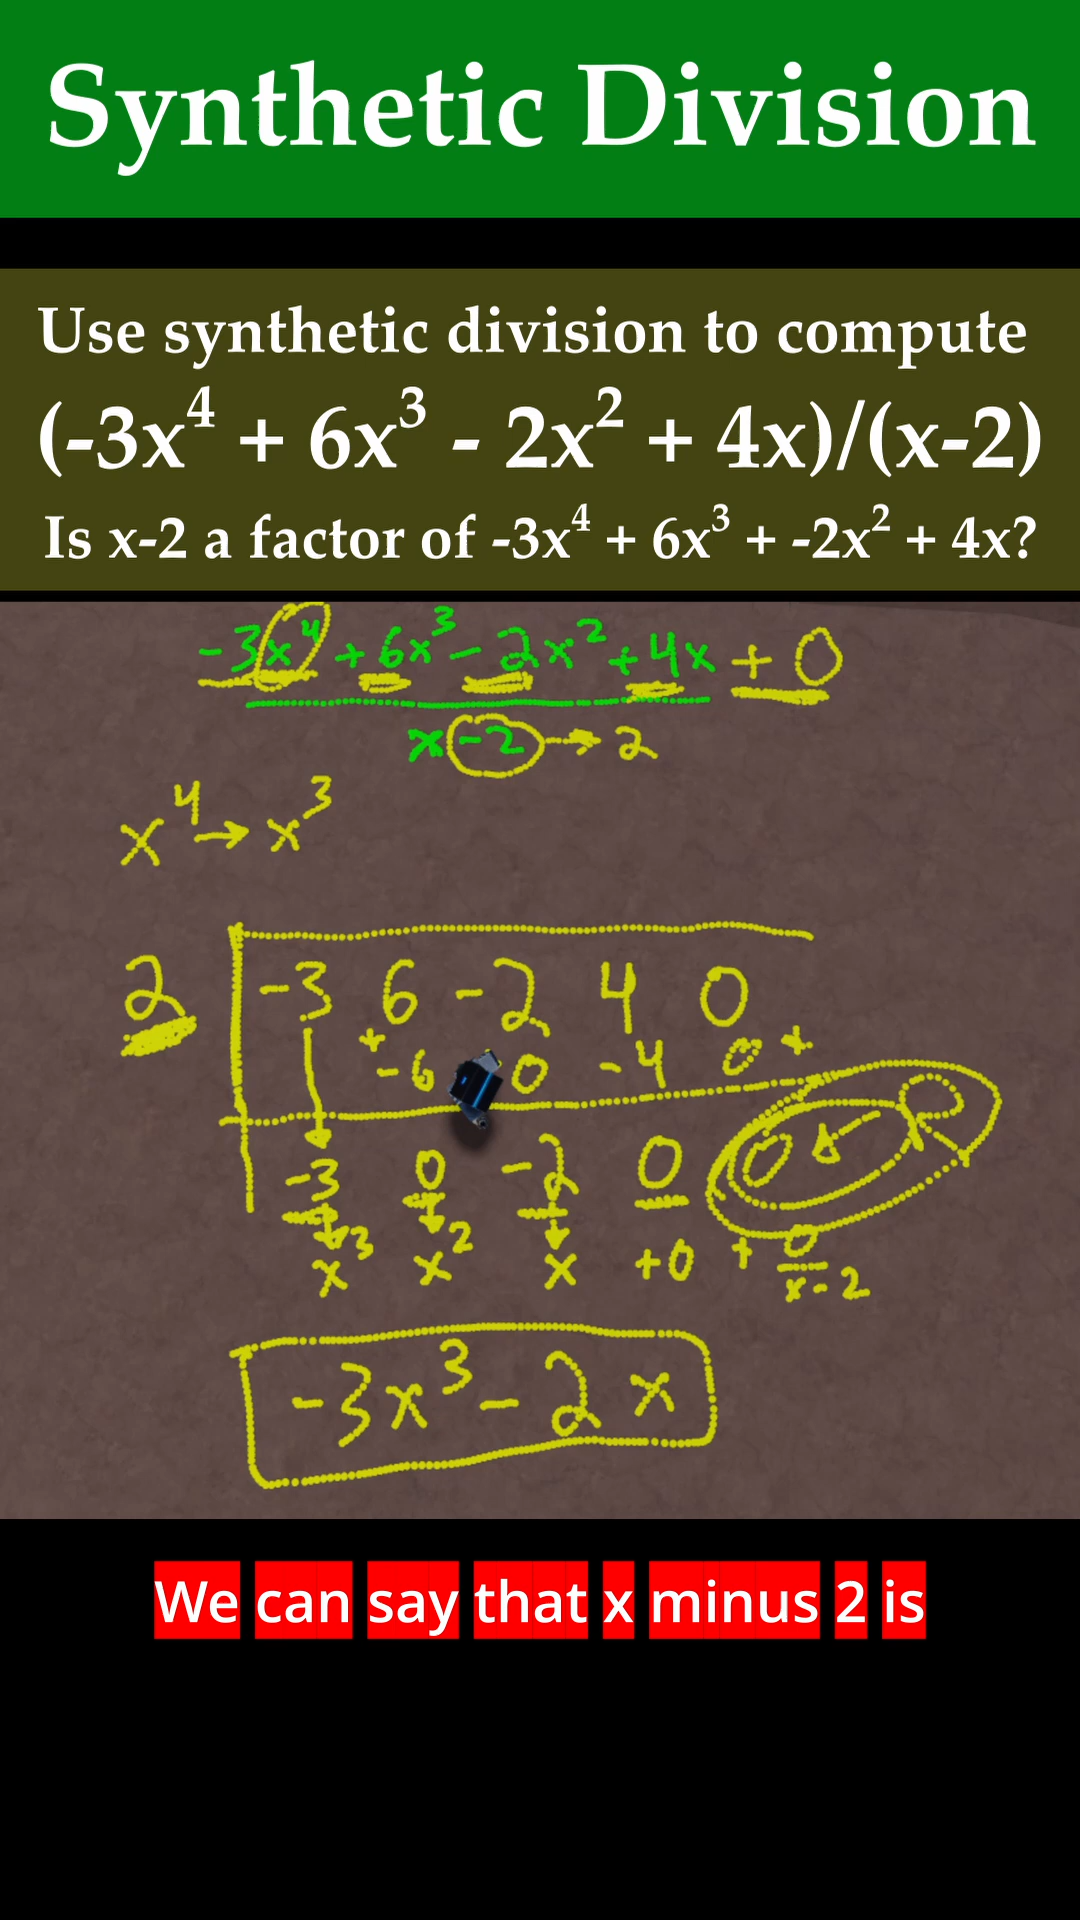 Synthetic Division
Use synthetic division to compute
(-3x⁴ + 6x³ - 2x² + 4x)/(x-2)
Is x-2 a factor of -3x⁴ + 6x³ + -2x² + 4x?
-3x⁴ + 6x³ - 2x² + 4x + 0
x - 2 → 2
x⁴ → x³
2 -3 6 -2 4 0
+ -6 0 -4 0 +
-3 0 -2 0 0 ← R
x³ x² x +0 + 0/x-2
-3x³ - 2x
We can say that x minus 2 is